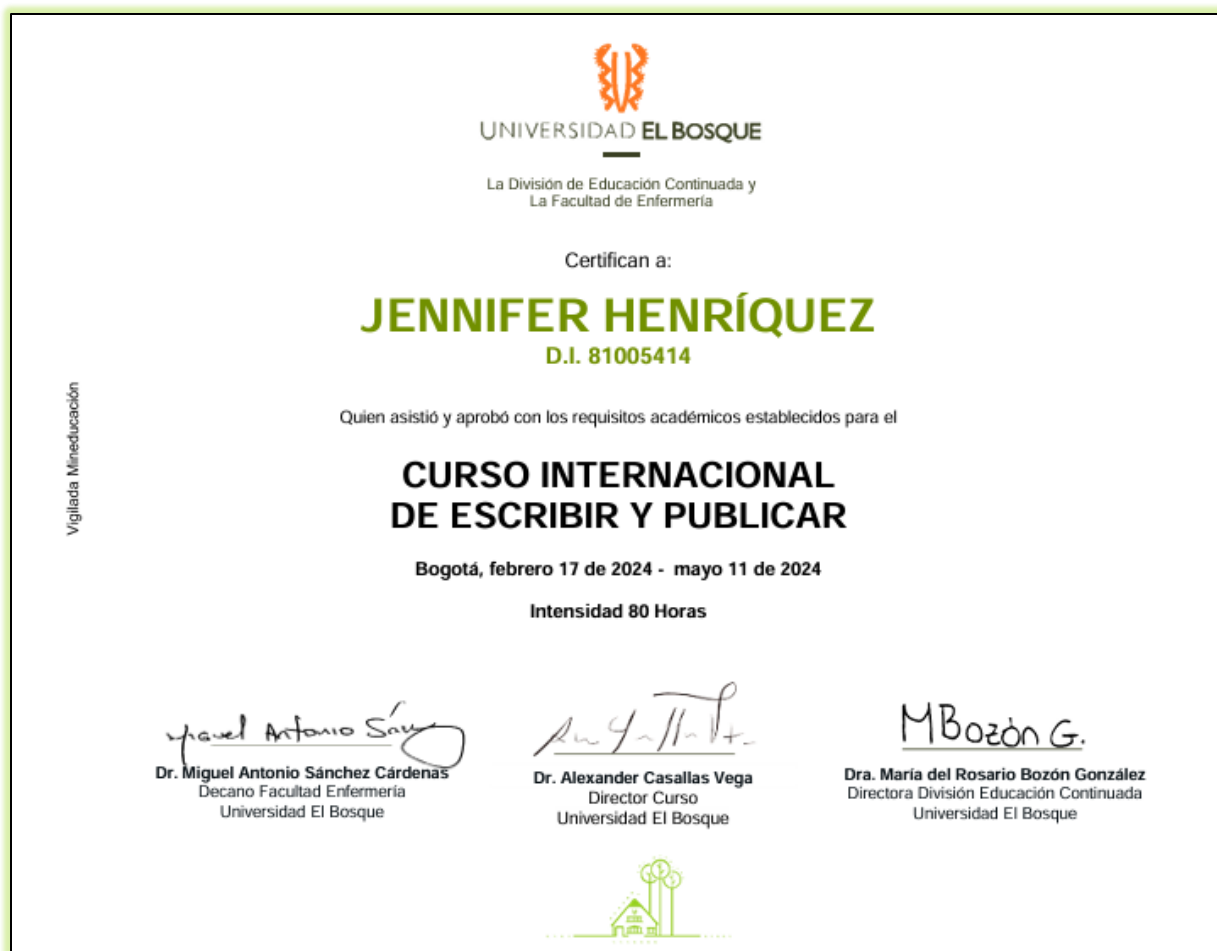 UNIVERSIDAD EL BOSQUE
La División de Educación Continuada y
La Facultad de Enfermería
Certifican a:
JENNIFER HENRÍQUEZ
D.I. 81005414
Vigilada Mineducación
Quien asistió y aprobó con los requisitos académicos establecidos para el
CURSO INTERNACIONAL
DE ESCRIBIR Y PUBLICAR
Bogotá, febrero 17 de 2024 - mayo 11 de 2024
Intensidad 80 Horas
Miguel Antonio
Dr. Miguel Antonio Sánchez Cárdenas
Decano Facultad Enfermería
Universidad El Bosque
Dr. Alexander Casallas Vega
Director Curso
Universidad El Bosque
MBozón G.
Dra. María del Rosario Bozón González
Directora División Educación Continuada
Universidad El Bosque